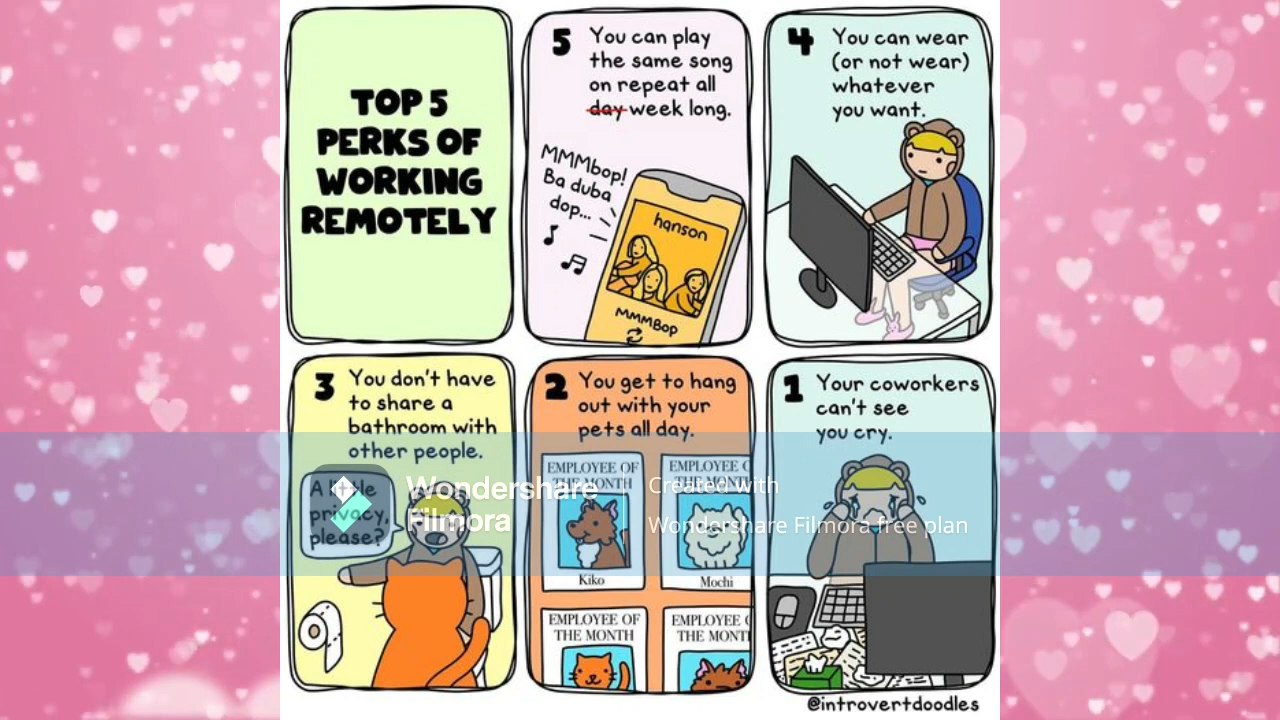 TOP 5
PERKS OF
WORKING
REMOTELY
5
You can play
the same song
on repeat all
day week long.
MMMbop!
Ba duba
dop...
hanson
MMMBop
4
You can wear
(or not wear)
whatever
you want.
3
You don't have
to share a
bathroom with
other people.
A little
privacy,
please?
2
You get to hang
out with your
pets all day.
EMPLOYEE OF
THE MONTH
Kiko
EMPLOYEE O
THE MONTH
Mochi
EMPLOYEE OF
THE MONTH
EMPLOYEE O
THE MONTH
1
Your coworkers
can't see
you cry.
Wondershare
Filmora
Created with
Wondershare Filmora free plan
@introvertdoodles